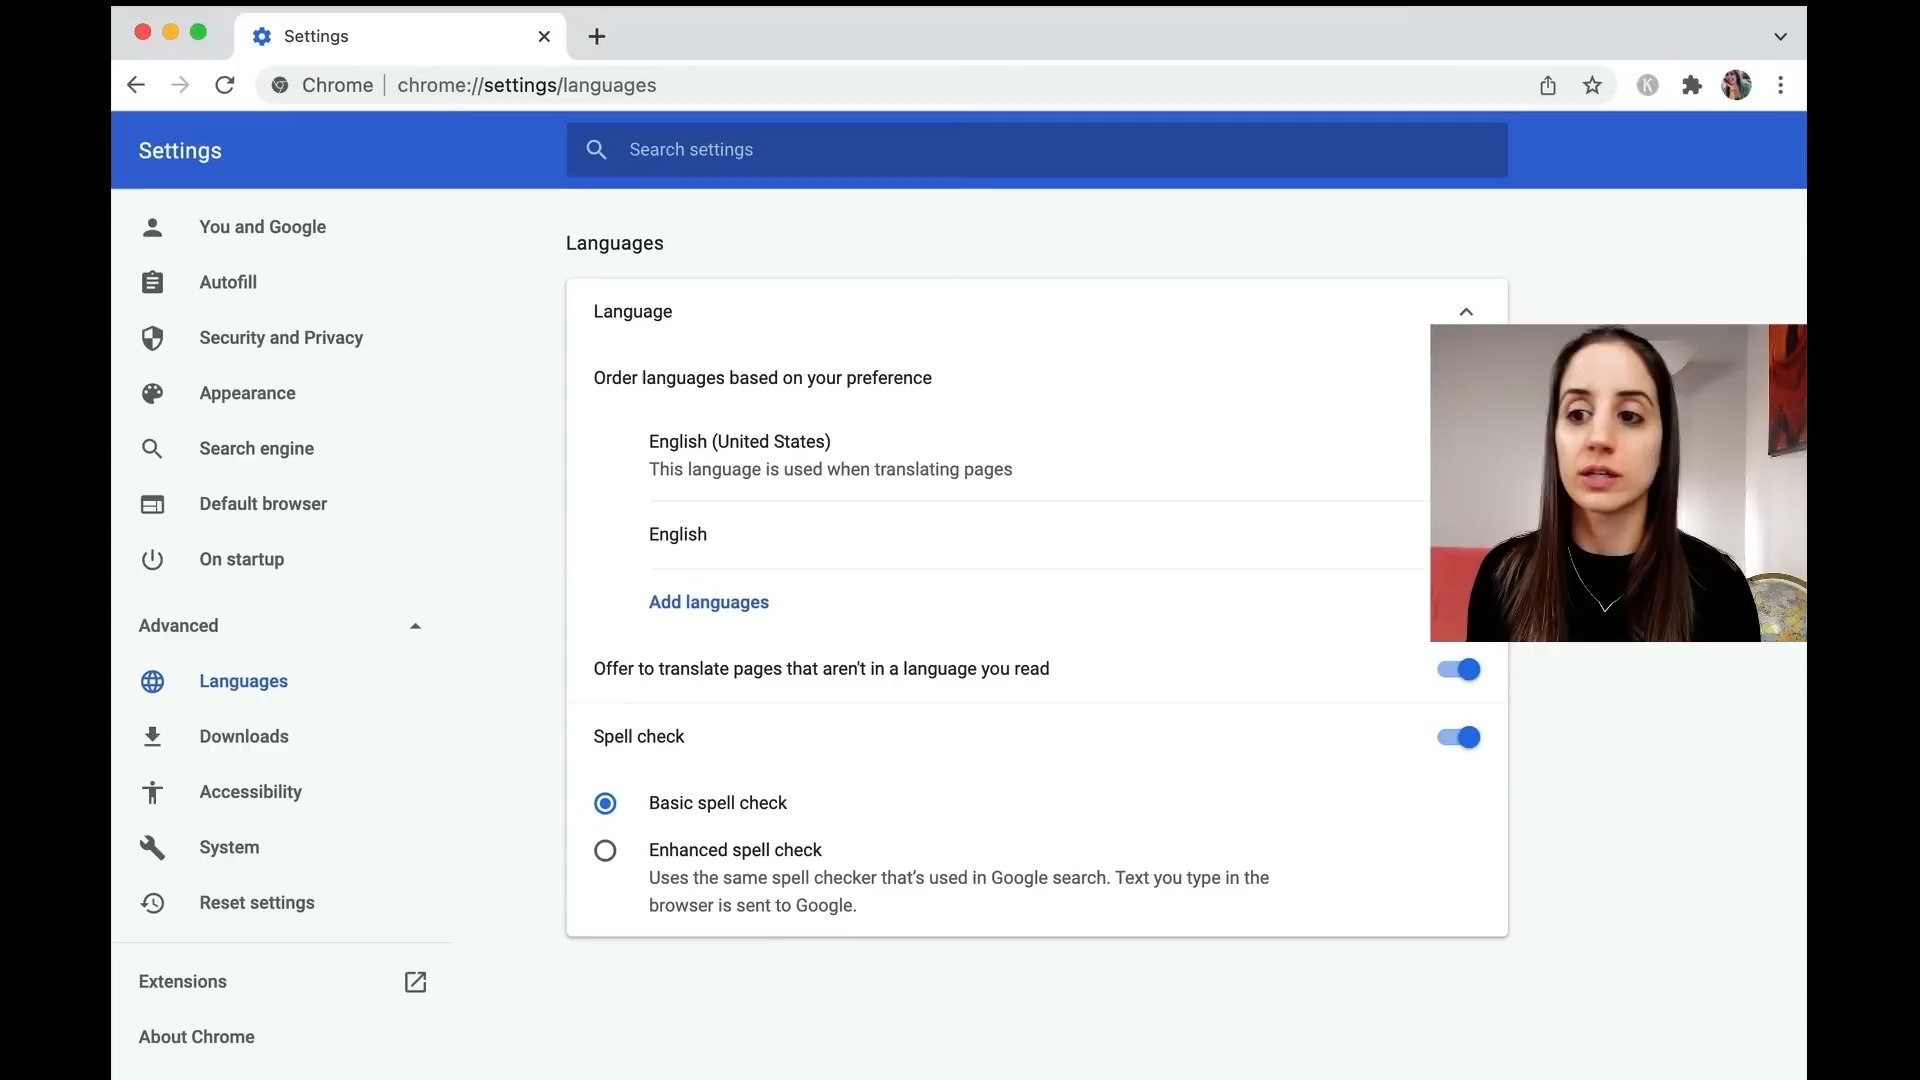 Settings
Chrome
chrome://settings/languages
K
Settings
Search settings
You and Google
Autofill
Security and Privacy
Appearance
Search engine
Default browser
On startup
Advanced
Languages
Downloads
Accessibility
System
Reset settings
Extensions
About Chrome
Languages
Language
Order languages based on your preference
English (United States)
This language is used when translating pages
English
Add languages
Offer to translate pages that aren't in a language you read
Spell check
Basic spell check
Enhanced spell check
Uses the same spell checker that’s used in Google search. Text you type in the
browser is sent to Google.